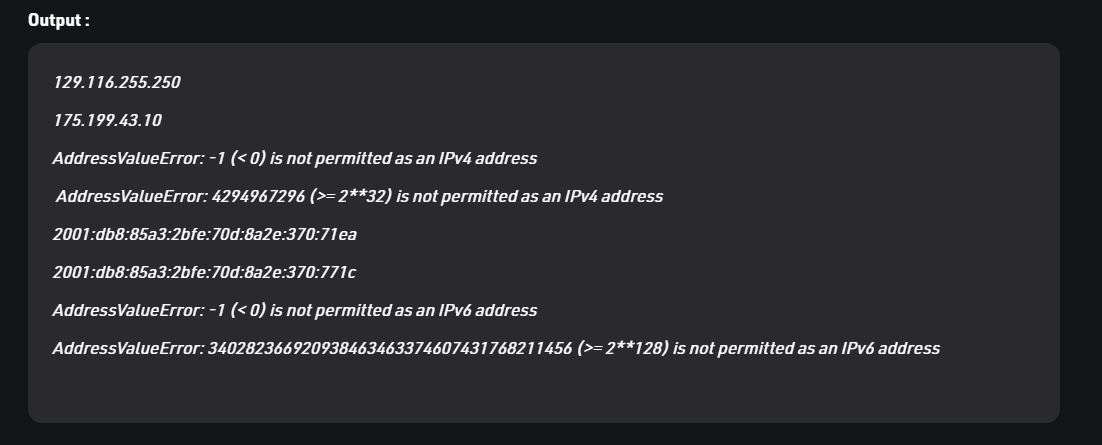 Output :
129.116.255.250
175.199.43.10
AddressValueError: -1 (< 0) is not permitted as an IPv4 address
AddressValueError: 4294967296 (>= 2**32) is not permitted as an IPv4 address
2001:db8:85a3:2bfe:70d:8a2e:370:71ea
2001:db8:85a3:2bfe:70d:8a2e:370:771c
AddressValueError: -1 (< 0) is not permitted as an IPv6 address
AddressValueError: 340282366920938463463374607431768211456 (>= 2**128) is not permitted as an IPv6 address